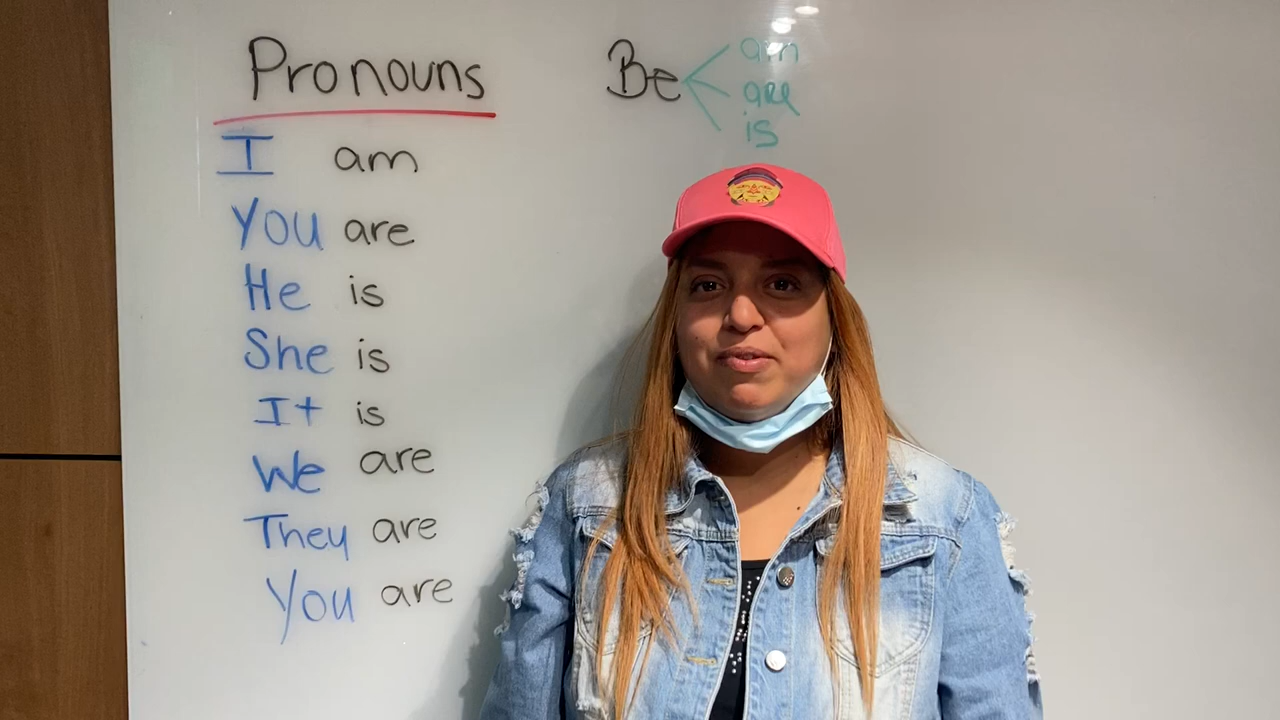 Pronouns
I am
You are
He is
She is
It is
We are
They are
You are
Be
am
are
is